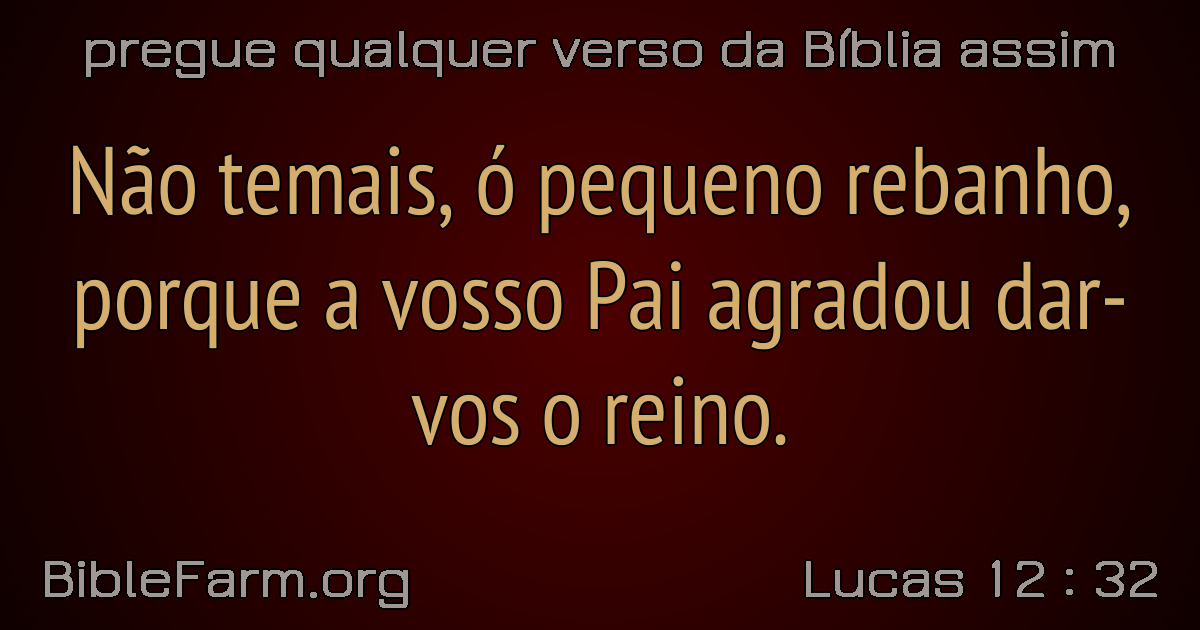 pregue qualquer verso da Bíblia assim
Não temais, ó pequeno rebanho,
porque a vosso Pai agradou dar-
vos o reino.
BibleFarm.org
Lucas 12 : 32